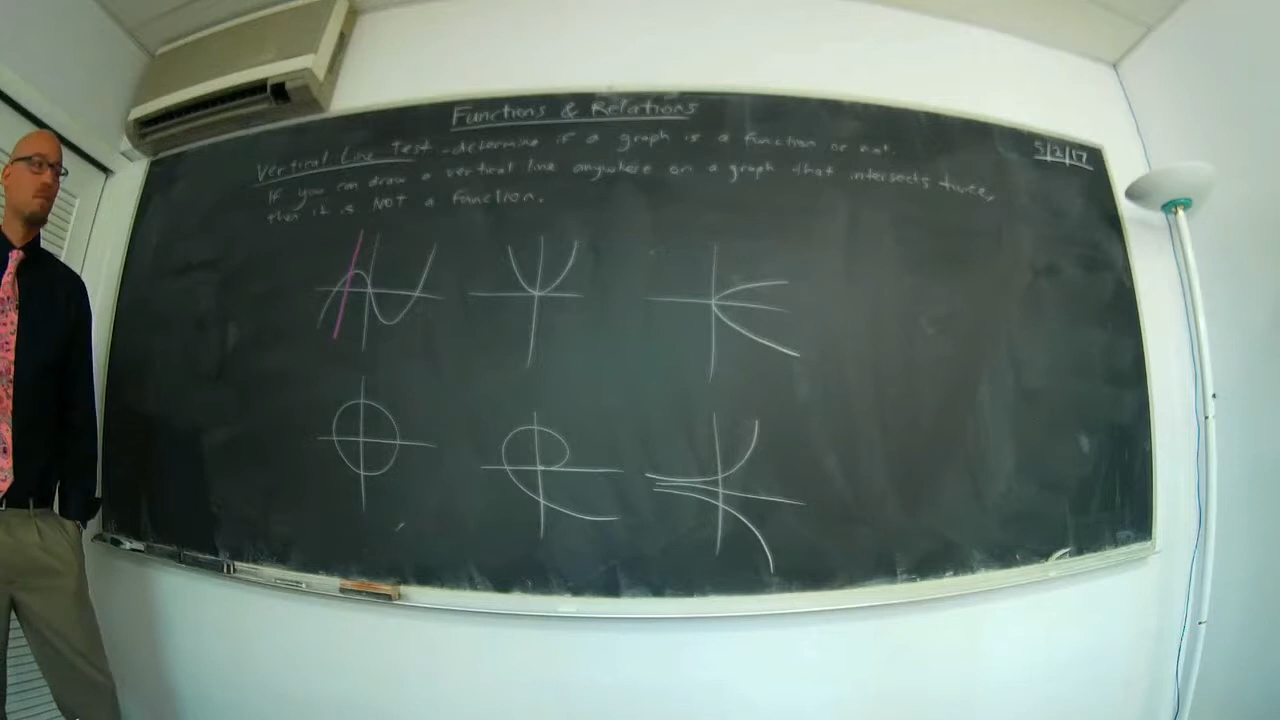 Functions & Relations
5/2/17
Vertical Line Test - determine if a graph is a function or not.
If you can draw a vertical line anywhere on a graph that intersects twice,
then it is NOT a function.